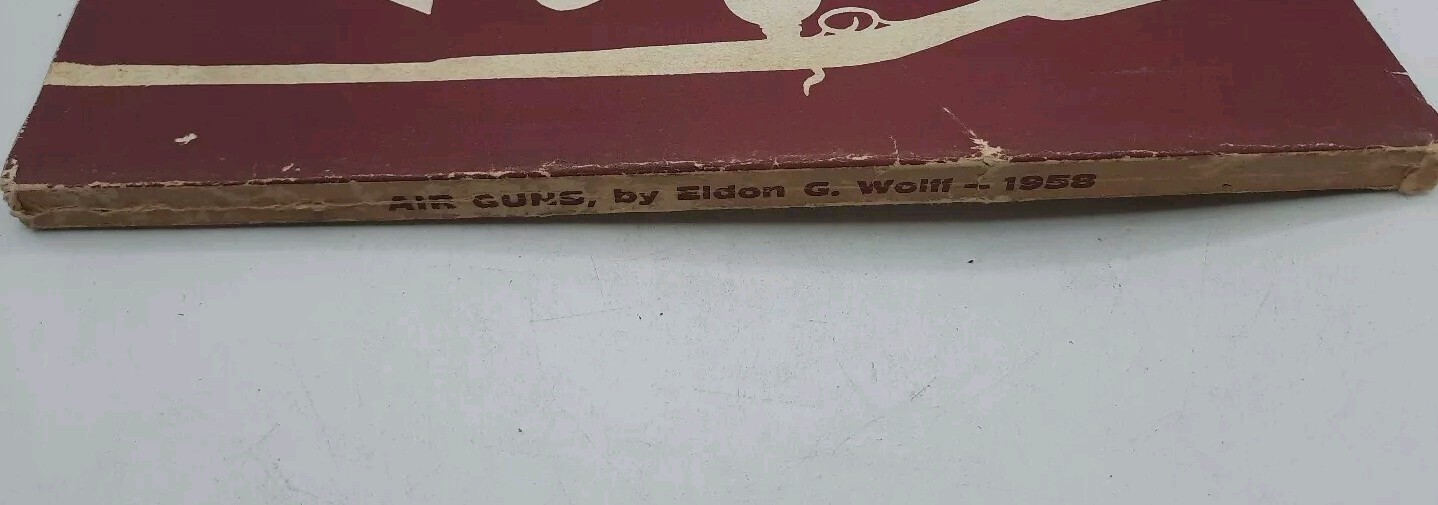 AIR GUNS, by Eldon G. Wolff -- 1958